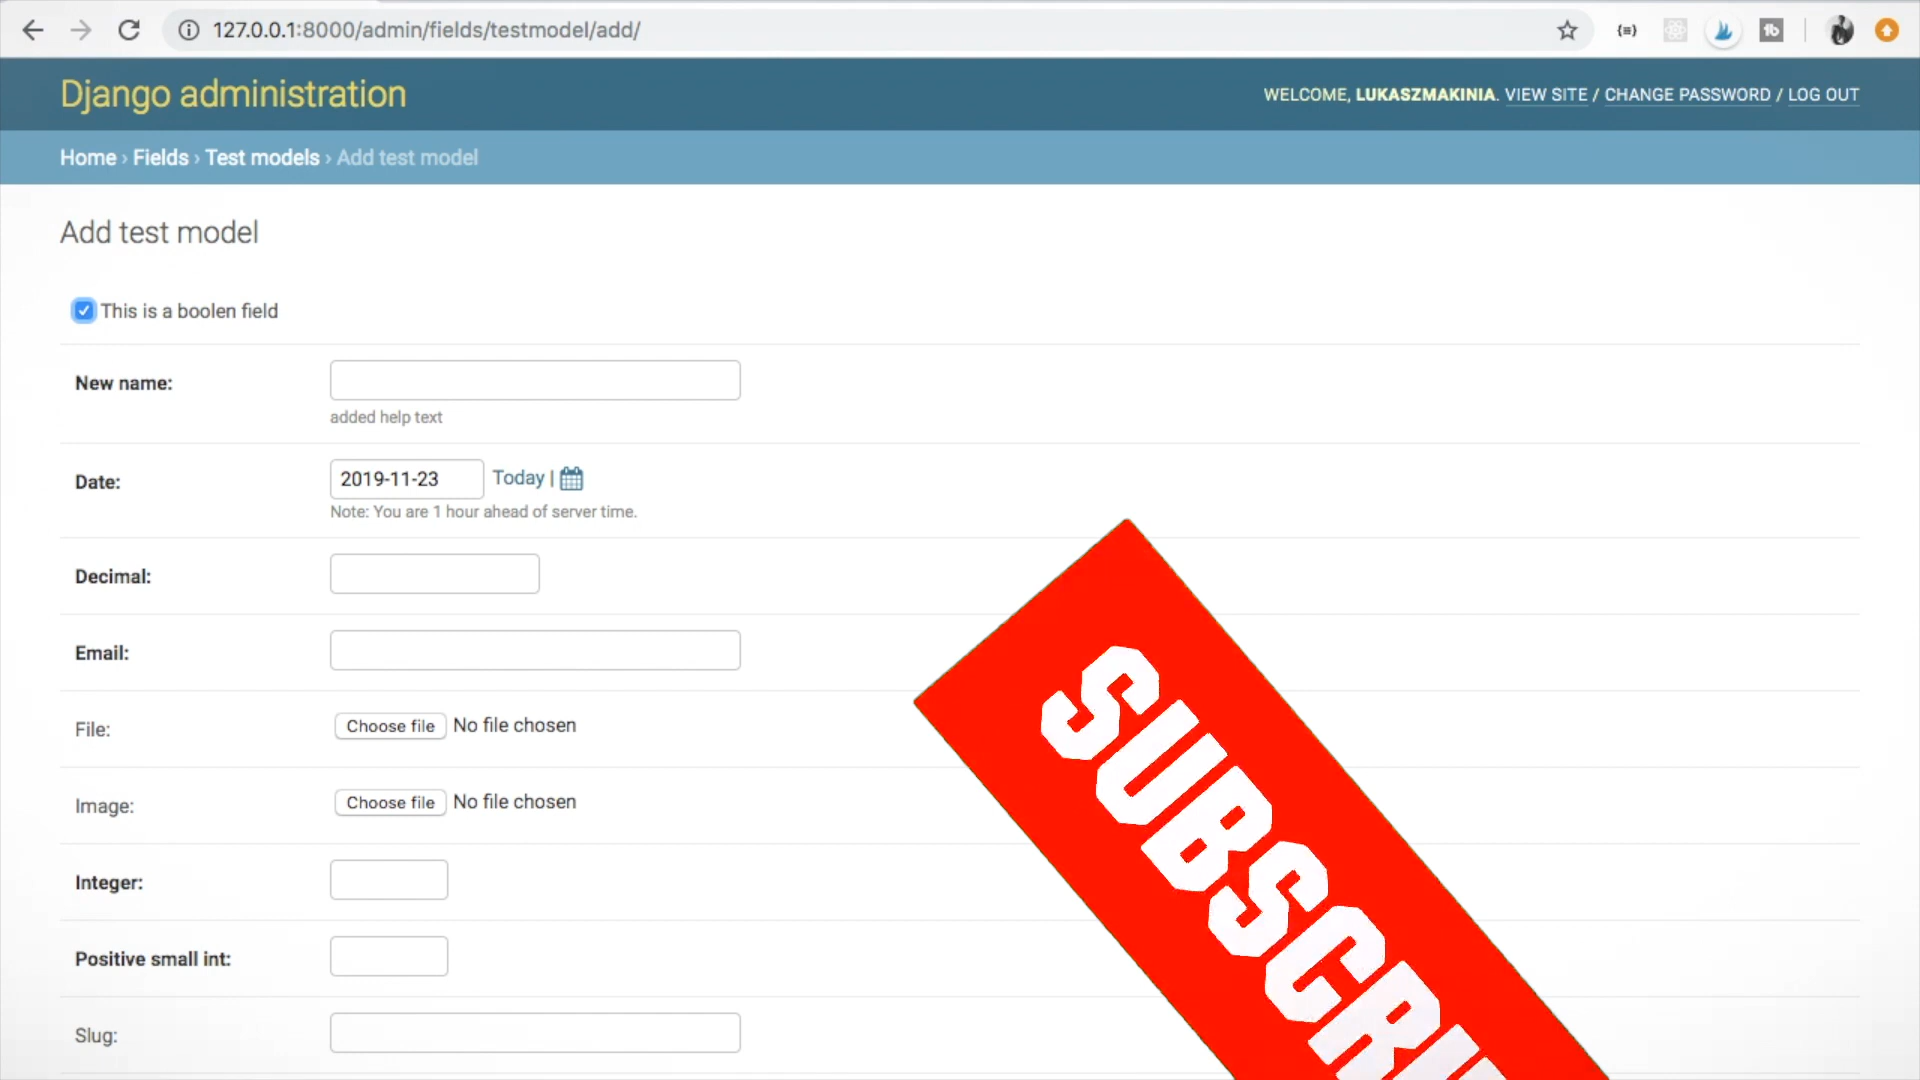 127.0.0.1:8000/admin/fields/testmodel/add/
Django administration
WELCOME, LUKASZMAKINIA. VIEW SITE / CHANGE PASSWORD / LOG OUT
Home › Fields › Test models › Add test model
Add test model
This is a boolen field
New name:
added help text
Date: 2019-11-23 Today |
Note: You are 1 hour ahead of server time.
Decimal:
Email:
File: Choose file No file chosen
Image: Choose file No file chosen
Integer:
Positive small int:
Slug:
SUBSCRI